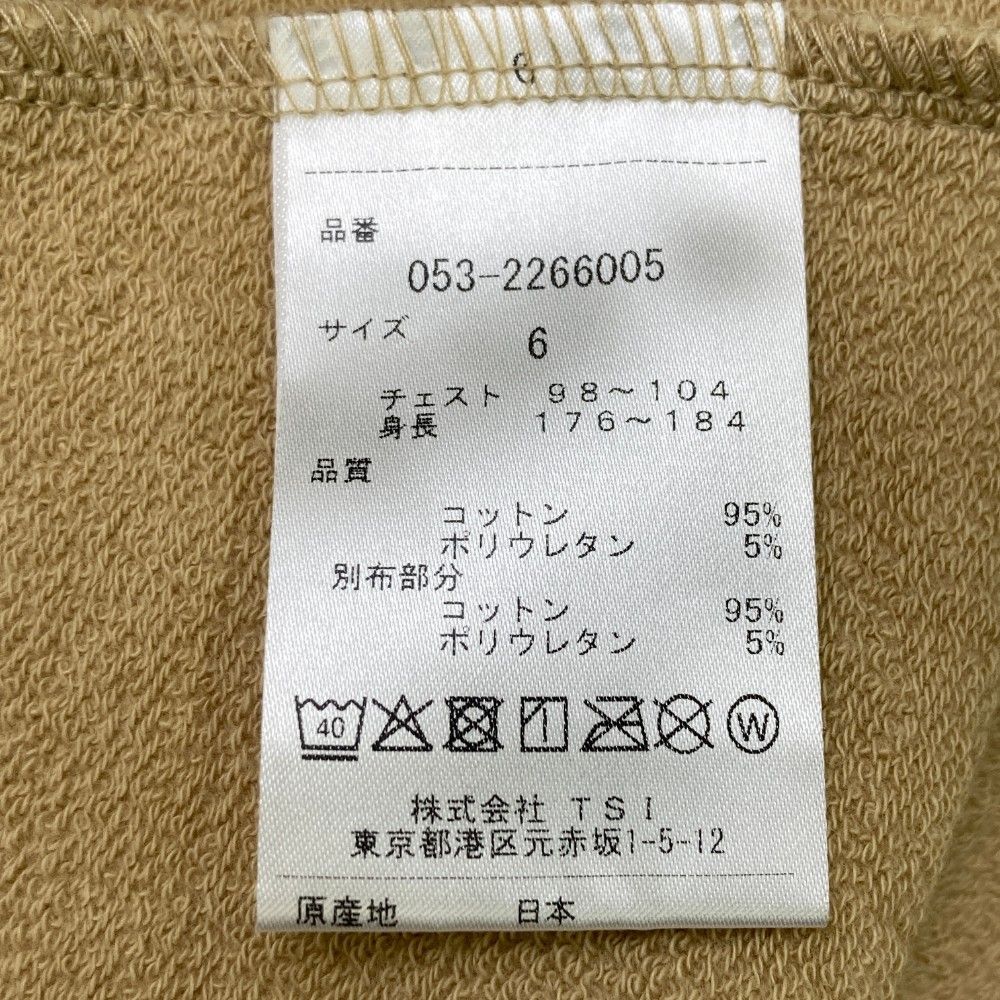 6
品番
053-2266005
サイズ
6
チェスト 98～104
身長 176～184
品質
コットン 95%
ポリウレタン 5%
別布部分
コットン 95%
ポリウレタン 5%
40 W
株式会社 TSI
東京都港区元赤坂1-5-12
原産地 日本